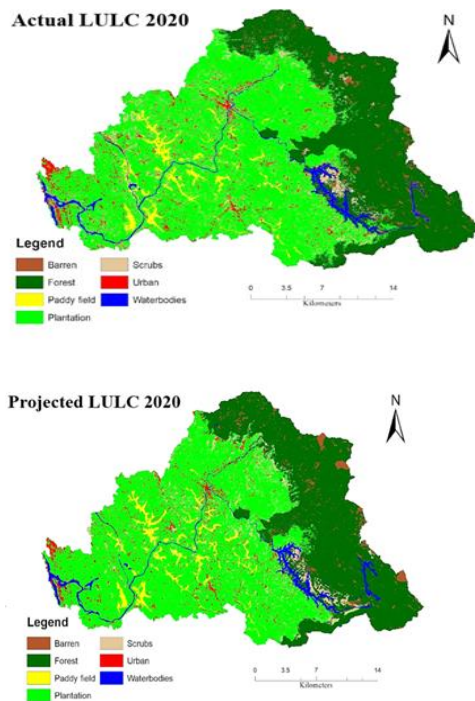 Actual LULC 2020
N
Legend
Barren Scrubs
Forest Urban
Paddy field Waterbodies
Plantation
0 3.5 7 14
Kilometers
Projected LULC 2020
N
Legend
Barren Scrubs
Forest Urban
Paddy field Waterbodies
Plantation
0 3.5 7 14
Kilometers